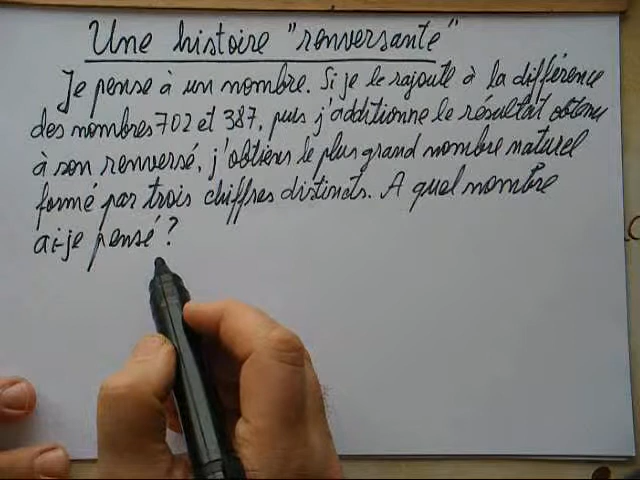 Une histoire "renversante"
Je pense à un nombre. Si je le rajoute à la différence
des nombres 702 et 387, puis j'additionne le résultat obtenu
à son renversé, j'obtiens le plus grand nombre naturel
formé par trois chiffres distincts. A quel nombre
ai-je pensé ?